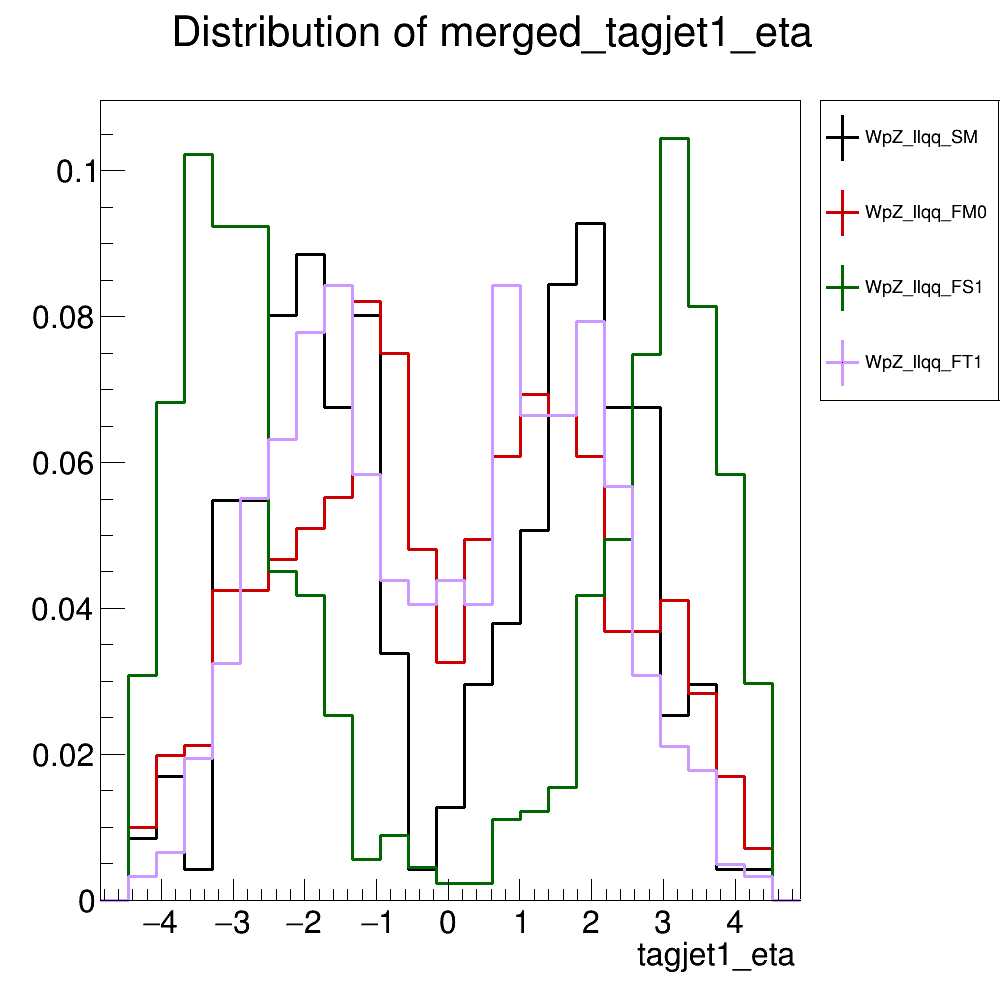 Distribution of merged_tagjet1_eta
WpZ_llqq_SM
WpZ_llqq_FM0
WpZ_llqq_FS1
WpZ_llqq_FT1
0.1
0.08
0.06
0.04
0.02
0
−4 −3 −2 −1 0 1 2 3 4
tagjet1_eta